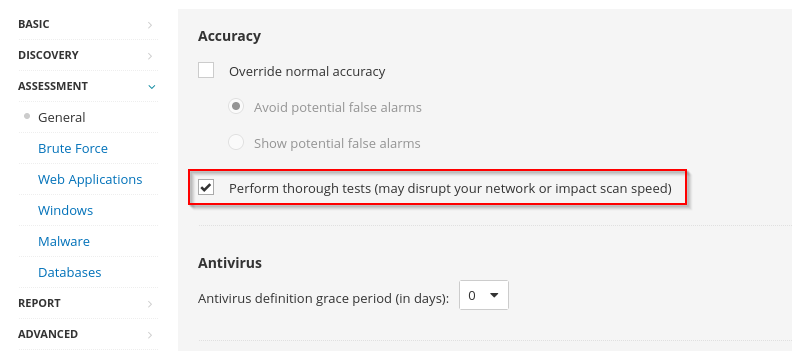 BASIC
DISCOVERY
ASSESSMENT
General
Brute Force
Web Applications
Windows
Malware
Databases
REPORT
ADVANCED
Accuracy
Override normal accuracy
Avoid potential false alarms
Show potential false alarms
Perform thorough tests (may disrupt your network or impact scan speed)
Antivirus
Antivirus definition grace period (in days): 0